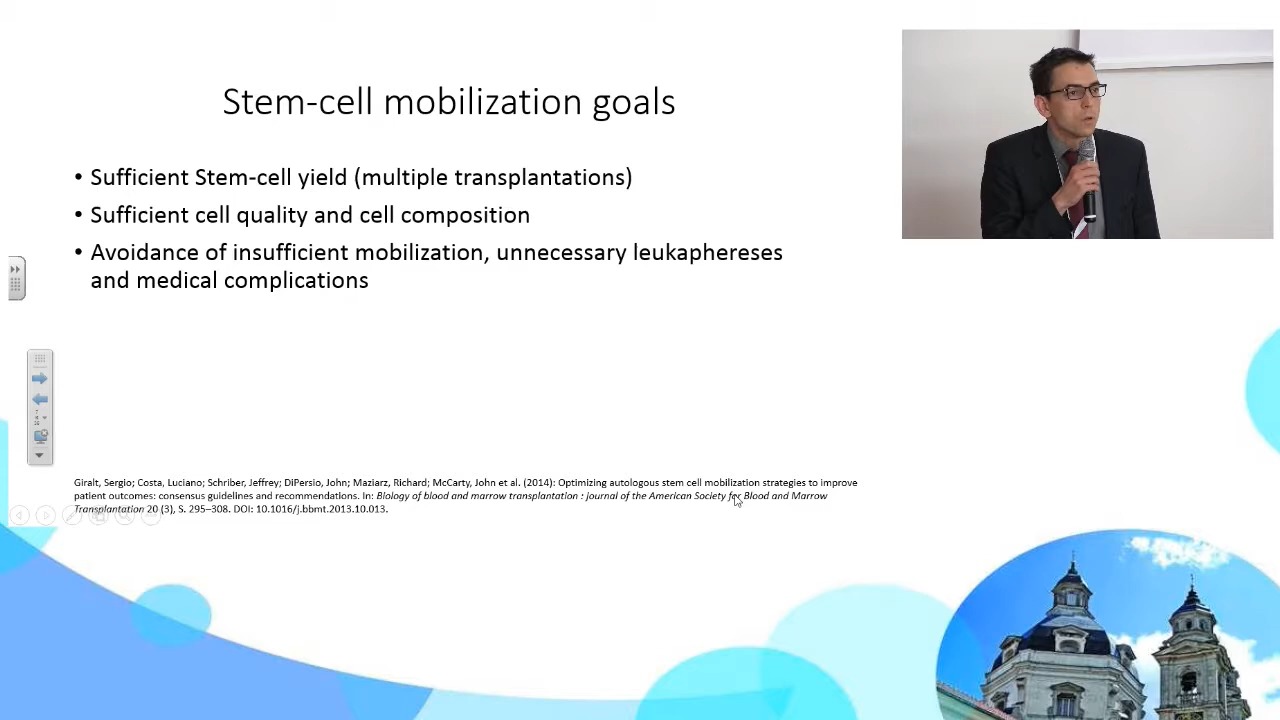 Stem-cell mobilization goals
• Sufficient Stem-cell yield (multiple transplantations)
• Sufficient cell quality and cell composition
• Avoidance of insufficient mobilization, unnecessary leukaphereses
and medical complications
Giralt, Sergio; Costa, Luciano; Schriber, Jeffrey; DiPersio, John; Maziarz, Richard; McCarty, John et al. (2014): Optimizing autologous stem cell mobilization strategies to improve
patient outcomes: consensus guidelines and recommendations. In: Biology of blood and marrow transplantation : journal of the American Society for Blood and Marrow
Transplantation 20 (3), S. 295–308. DOI: 10.1016/j.bbmt.2013.10.013.